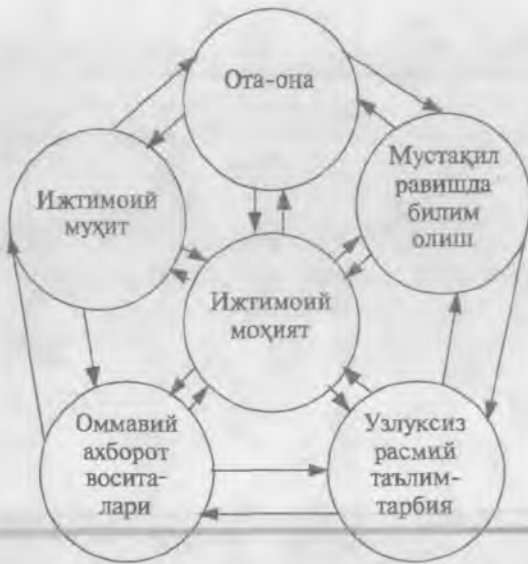 Ота-она
Мустақил
равишда
билим
олиш
Ижтимоий
муҳит
Ижтимоий
моҳият
Оммавий
ахборот
восита-
лари
Узлуксиз
расмий
таълим-
тарбия